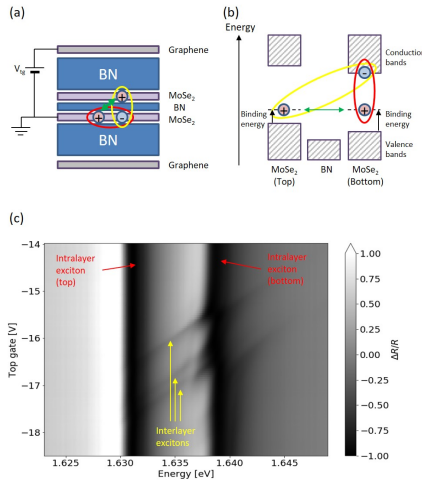 (a)
Graphene
BN
V_tg
MoSe₂
BN
MoSe₂
BN
Graphene
+
+
-
(b)
Energy
Conduction
bands
-
+
+
Binding
energy
Binding
energy
Valence
bands
MoSe₂
(Top)
BN
MoSe₂
(Bottom)
(c)
Top gate [V]
−14
−15
−16
−17
−18
Intralayer
exciton
(top)
Intralayer
exciton
(bottom)
Interlayer
excitons
1.625
1.630
1.635
1.640
1.645
Energy [eV]
1.00
0.75
0.50
0.25
0.00
−0.25
−0.50
−0.75
−1.00
ΔR/R